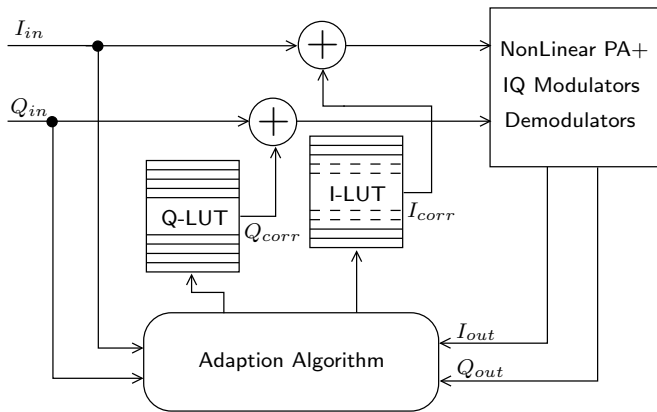 I_in
Q_in
+
+
NonLinear PA+
IQ Modulators
Demodulators
Q-LUT
I-LUT
Q_corr
I_corr
Adaption Algorithm
I_out
Q_out